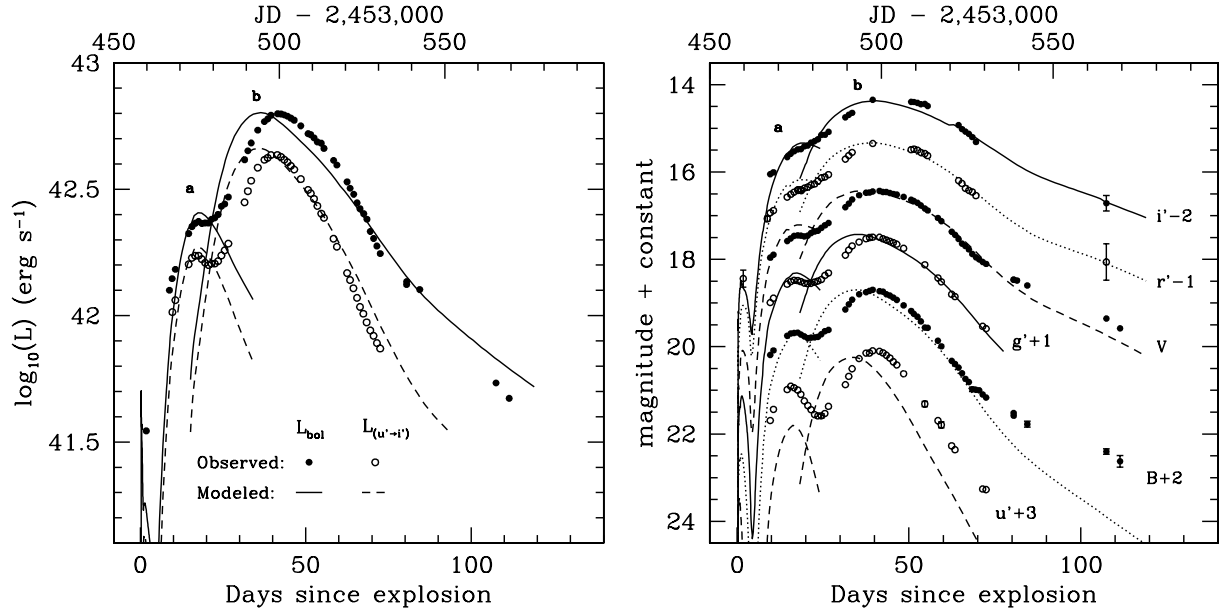 JD − 2,453,000
450 500 550
43
42.5
42
41.5
log10(L) (erg s−1)
a
b
Lbol L(u'→i')
Observed:
Modeled:
0 50 100
Days since explosion
JD − 2,453,000
450 500 550
14
16
18
20
22
24
magnitude + constant
a
b
i'−2
r'−1
V
g'+1
B+2
u'+3
0 50 100
Days since explosion